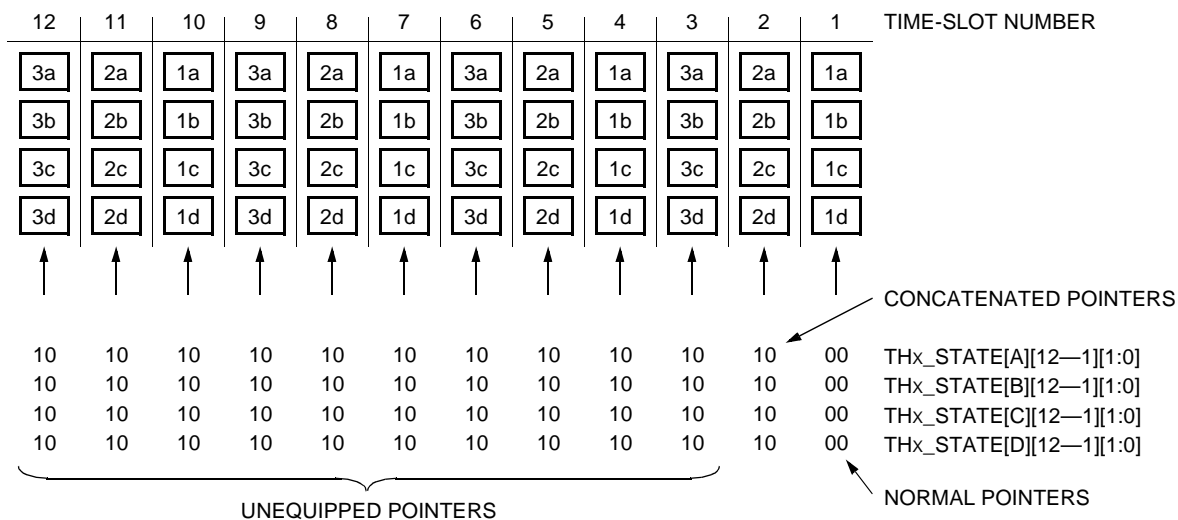 12 11 10 9 8 7 6 5 4 3 2 1 TIME-SLOT NUMBER
3a 2a 1a 3a 2a 1a 3a 2a 1a 3a 2a 1a
3b 2b 1b 3b 2b 1b 3b 2b 1b 3b 2b 1b
3c 2c 1c 3c 2c 1c 3c 2c 1c 3c 2c 1c
3d 2d 1d 3d 2d 1d 3d 2d 1d 3d 2d 1d
CONCATENATED POINTERS
10 10 10 10 10 10 10 10 10 10 10 00 THX_STATE[A][12—1][1:0]
10 10 10 10 10 10 10 10 10 10 10 00 THX_STATE[B][12—1][1:0]
10 10 10 10 10 10 10 10 10 10 10 00 THX_STATE[C][12—1][1:0]
10 10 10 10 10 10 10 10 10 10 10 00 THX_STATE[D][12—1][1:0]
UNEQUIPPED POINTERS
NORMAL POINTERS